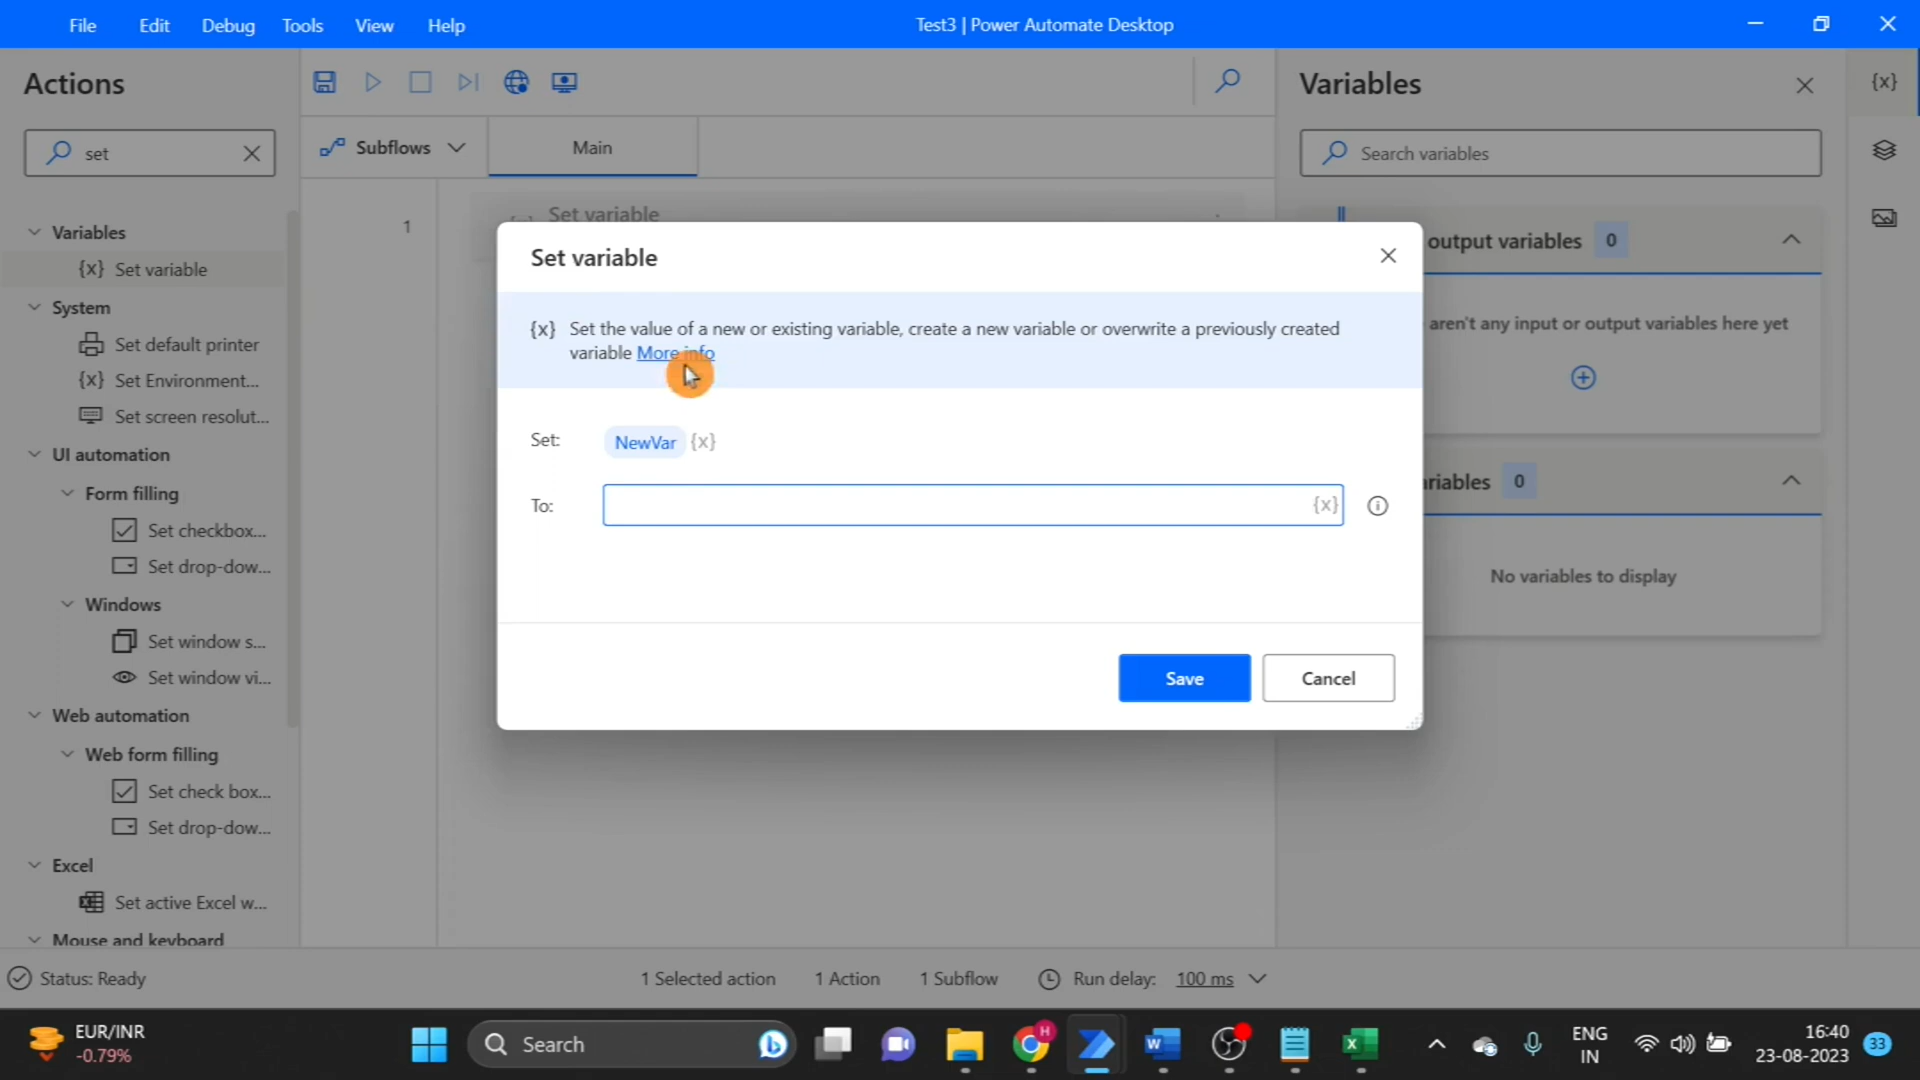 File Edit Debug Tools View Help
Test3 | Power Automate Desktop
Actions
set
Variables
{x} Set variable
System
Set default printer
{x} Set Environment...
Set screen resolut...
UI automation
Form filling
Set checkbox...
Set drop-dow...
Windows
Set window s...
Set window vi...
Web automation
Web form filling
Set check box...
Set drop-dow...
Excel
Set active Excel w...
Mouse and keyboard
Subflows
Main
1
Set variable
Set variable
{x} Set the value of a new or existing variable, create a new variable or overwrite a previously created
variable More info
Set: NewVar {x}
To: {x}
Save Cancel
Variables
{x}
Search variables
output variables 0
aren't any input or output variables here yet
riables 0
No variables to display
Status: Ready
1 Selected action 1 Action 1 Subflow Run delay: 100 ms
EUR/INR
-0.79%
Search
H
ENG
IN
16:40
23-08-2023
33